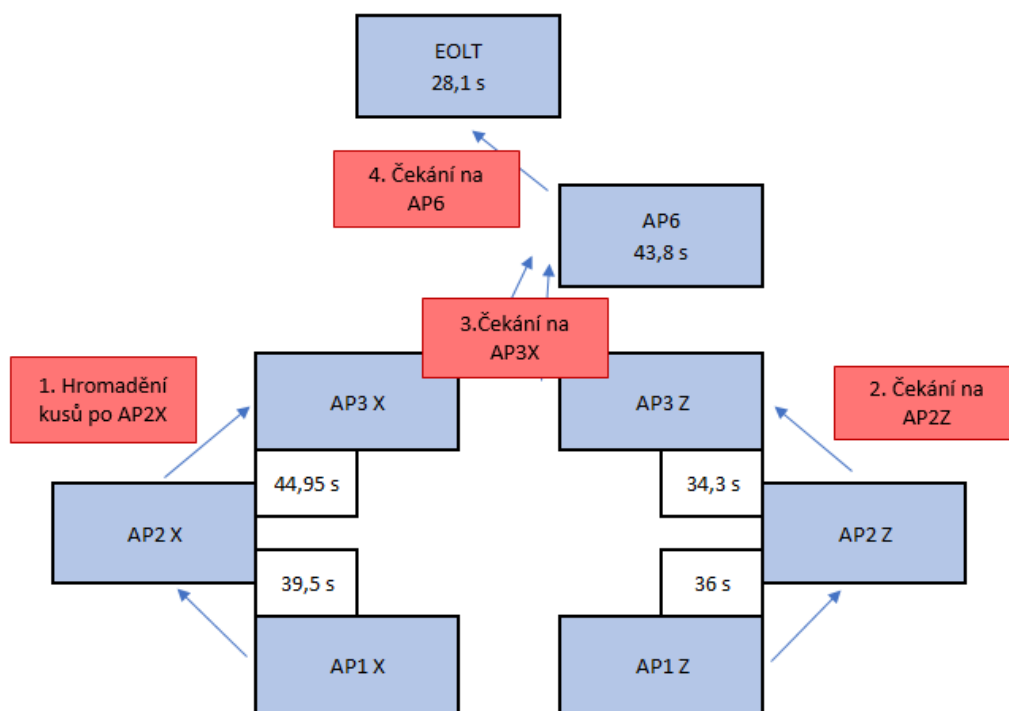 EOLT
28,1 s
4. Čekání na
AP6
AP6
43,8 s
3.Čekání na
AP3X
1. Hromadění
kusů po AP2X
AP3 X
AP3 Z
2. Čekání na
AP2Z
44,95 s
34,3 s
AP2 X
AP2 Z
39,5 s
36 s
AP1 X
AP1 Z